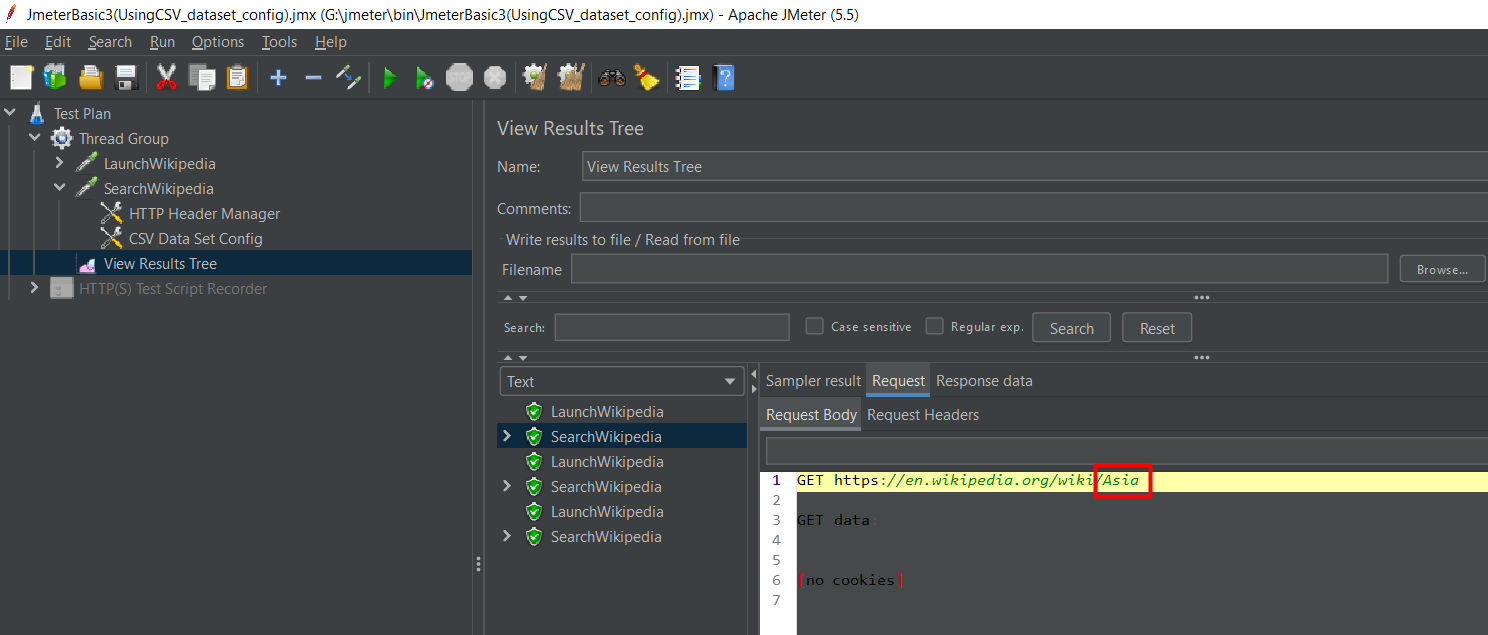 JmeterBasic3(UsingCSV_dataset_config).jmx (G:\jmeter\bin\JmeterBasic3(UsingCSV_dataset_config).jmx) - Apache JMeter (5.5)
File Edit Search Run Options Tools Help
STOP
Test Plan
Thread Group
LaunchWikipedia
SearchWikipedia
HTTP Header Manager
CSV Data Set Config
View Results Tree
HTTP(S) Test Script Recorder
View Results Tree
Name: View Results Tree
Comments:
Write results to file / Read from file
Filename Browse...
Search: Case sensitive Regular exp. Search Reset
Text
LaunchWikipedia
SearchWikipedia
LaunchWikipedia
SearchWikipedia
LaunchWikipedia
SearchWikipedia
Sampler result Request Response data
Request Body Request Headers
1 GET https://en.wikipedia.org/wiki/Asia
2
3 GET data:
4
5
6 [no cookies]
7